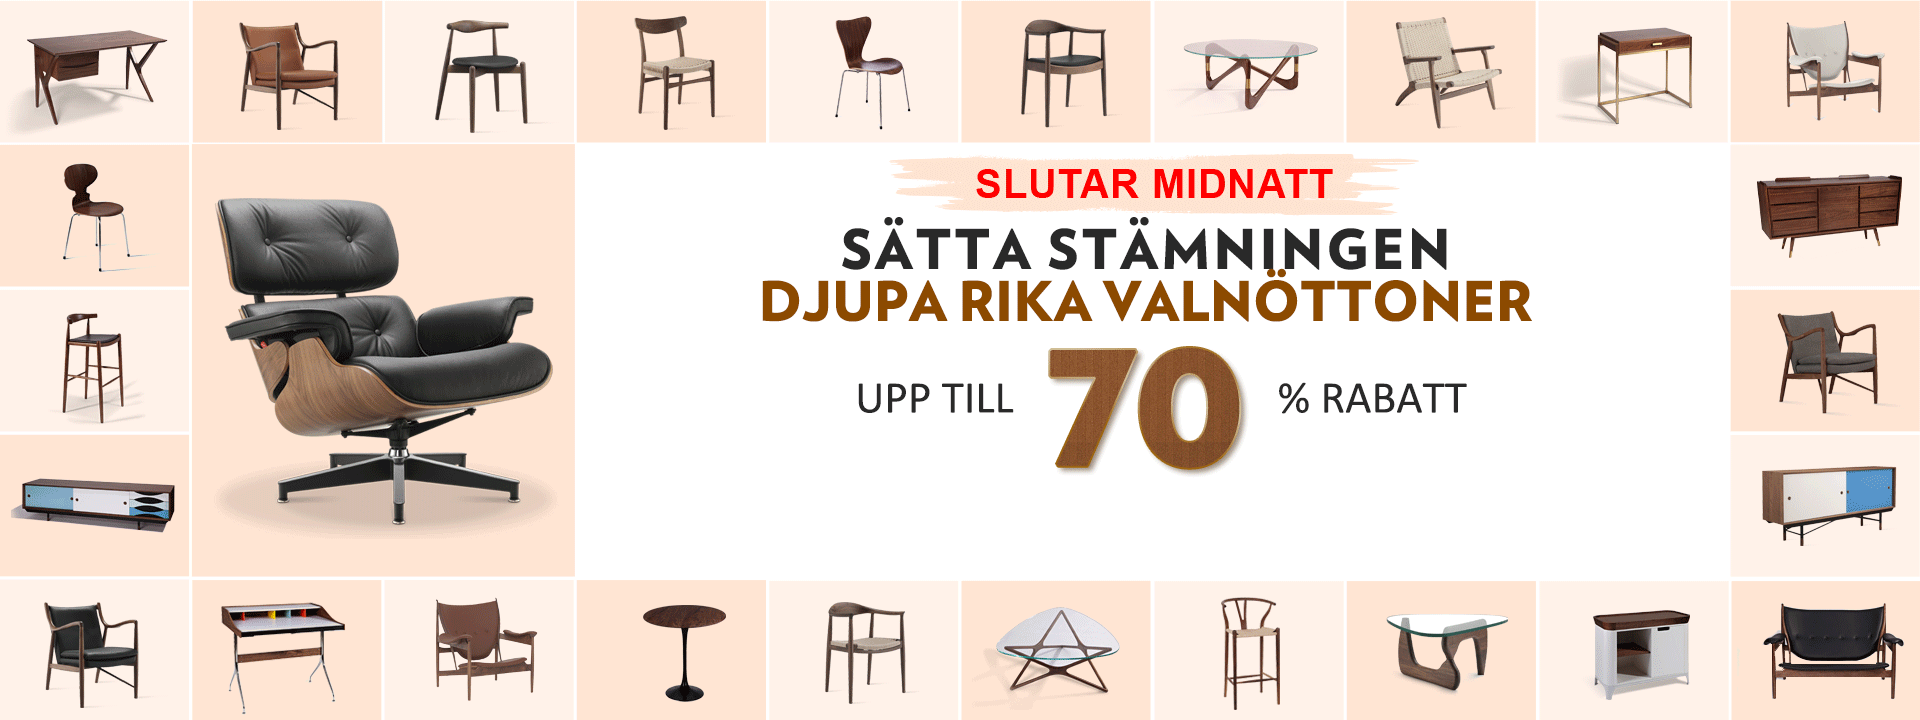 SLUTAR MIDNATT
SÄTTA STÄMNINGEN
DJUPA RIKA VALNÖTTONER
UPP TILL 70 % RABATT